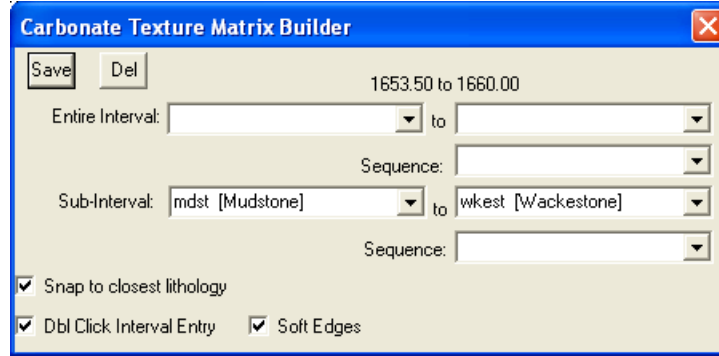 Carbonate Texture Matrix Builder
Save Del
1653.50 to 1660.00
Entire Interval: to
Sequence:
Sub-Interval: mdst [Mudstone] to wkest [Wackestone]
Sequence:
Snap to closest lithology
Dbl Click Interval Entry Soft Edges